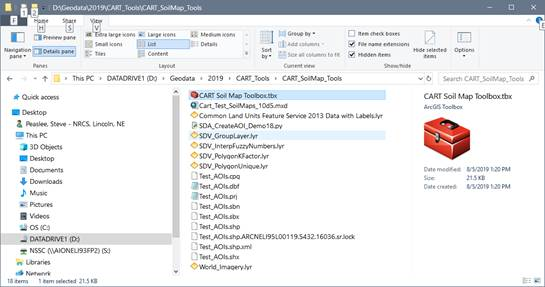 D:\Geodata\2019\CART_Tools\CART_SoilMap_Tools
F 1 2 H S V E
Navigation pane
Preview pane
Details pane
Panes
Extra large icons
Large icons
Medium icons
Small icons
List
Details
Tiles
Content
Layout
Sort by
Group by
Add columns
Size all columns to fit
Current view
Item check boxes
File name extensions
Hidden items
Show/hide
Hide selected items
Options
This PC > DATADRIVE1 (D:) > Geodata > 2019 > CART_Tools > CART_SoilMap_Tools
Search CART_SoilMap_Tools
Quick access
Desktop
Peaslee, Steve - NRCS, Lincoln, NE
This PC
3D Objects
Desktop
Documents
Downloads
Music
Pictures
Videos
OS (C:)
DATADRIVE1 (D:)
NSSC (\\AIONELI93FP2) (S:)
Libraries
Network
CART Soil Map Toolbox.tbx
Cart_Test_SoilMaps_10d5.mxd
Common Land Units Feature Service 2013 Data with Labels.lyr
SDA_CreateAOI_Demo18.py
SDV_GroupLayer.lyr
SDV_InterpFuzzyNumbers.lyr
SDV_PolygonKFactor.lyr
SDV_PolygonUnique.lyr
Test_AOIs.cpg
Test_AOIs.dbf
Test_AOIs.prj
Test_AOIs.sbn
Test_AOIs.sbx
Test_AOIs.shp
Test_AOIs.shp.ARCNELI95L00119.5432.16036.sr.lock
Test_AOIs.shp.xml
Test_AOIs.shx
World_Imagery.lyr
CART Soil Map Toolbox.tbx
ArcGIS Toolbox
Date modified: 8/5/2019 1:20 PM
Size: 21.5 KB
Date created: 8/5/2019 1:20 PM
18 items 1 item selected 21.5 KB